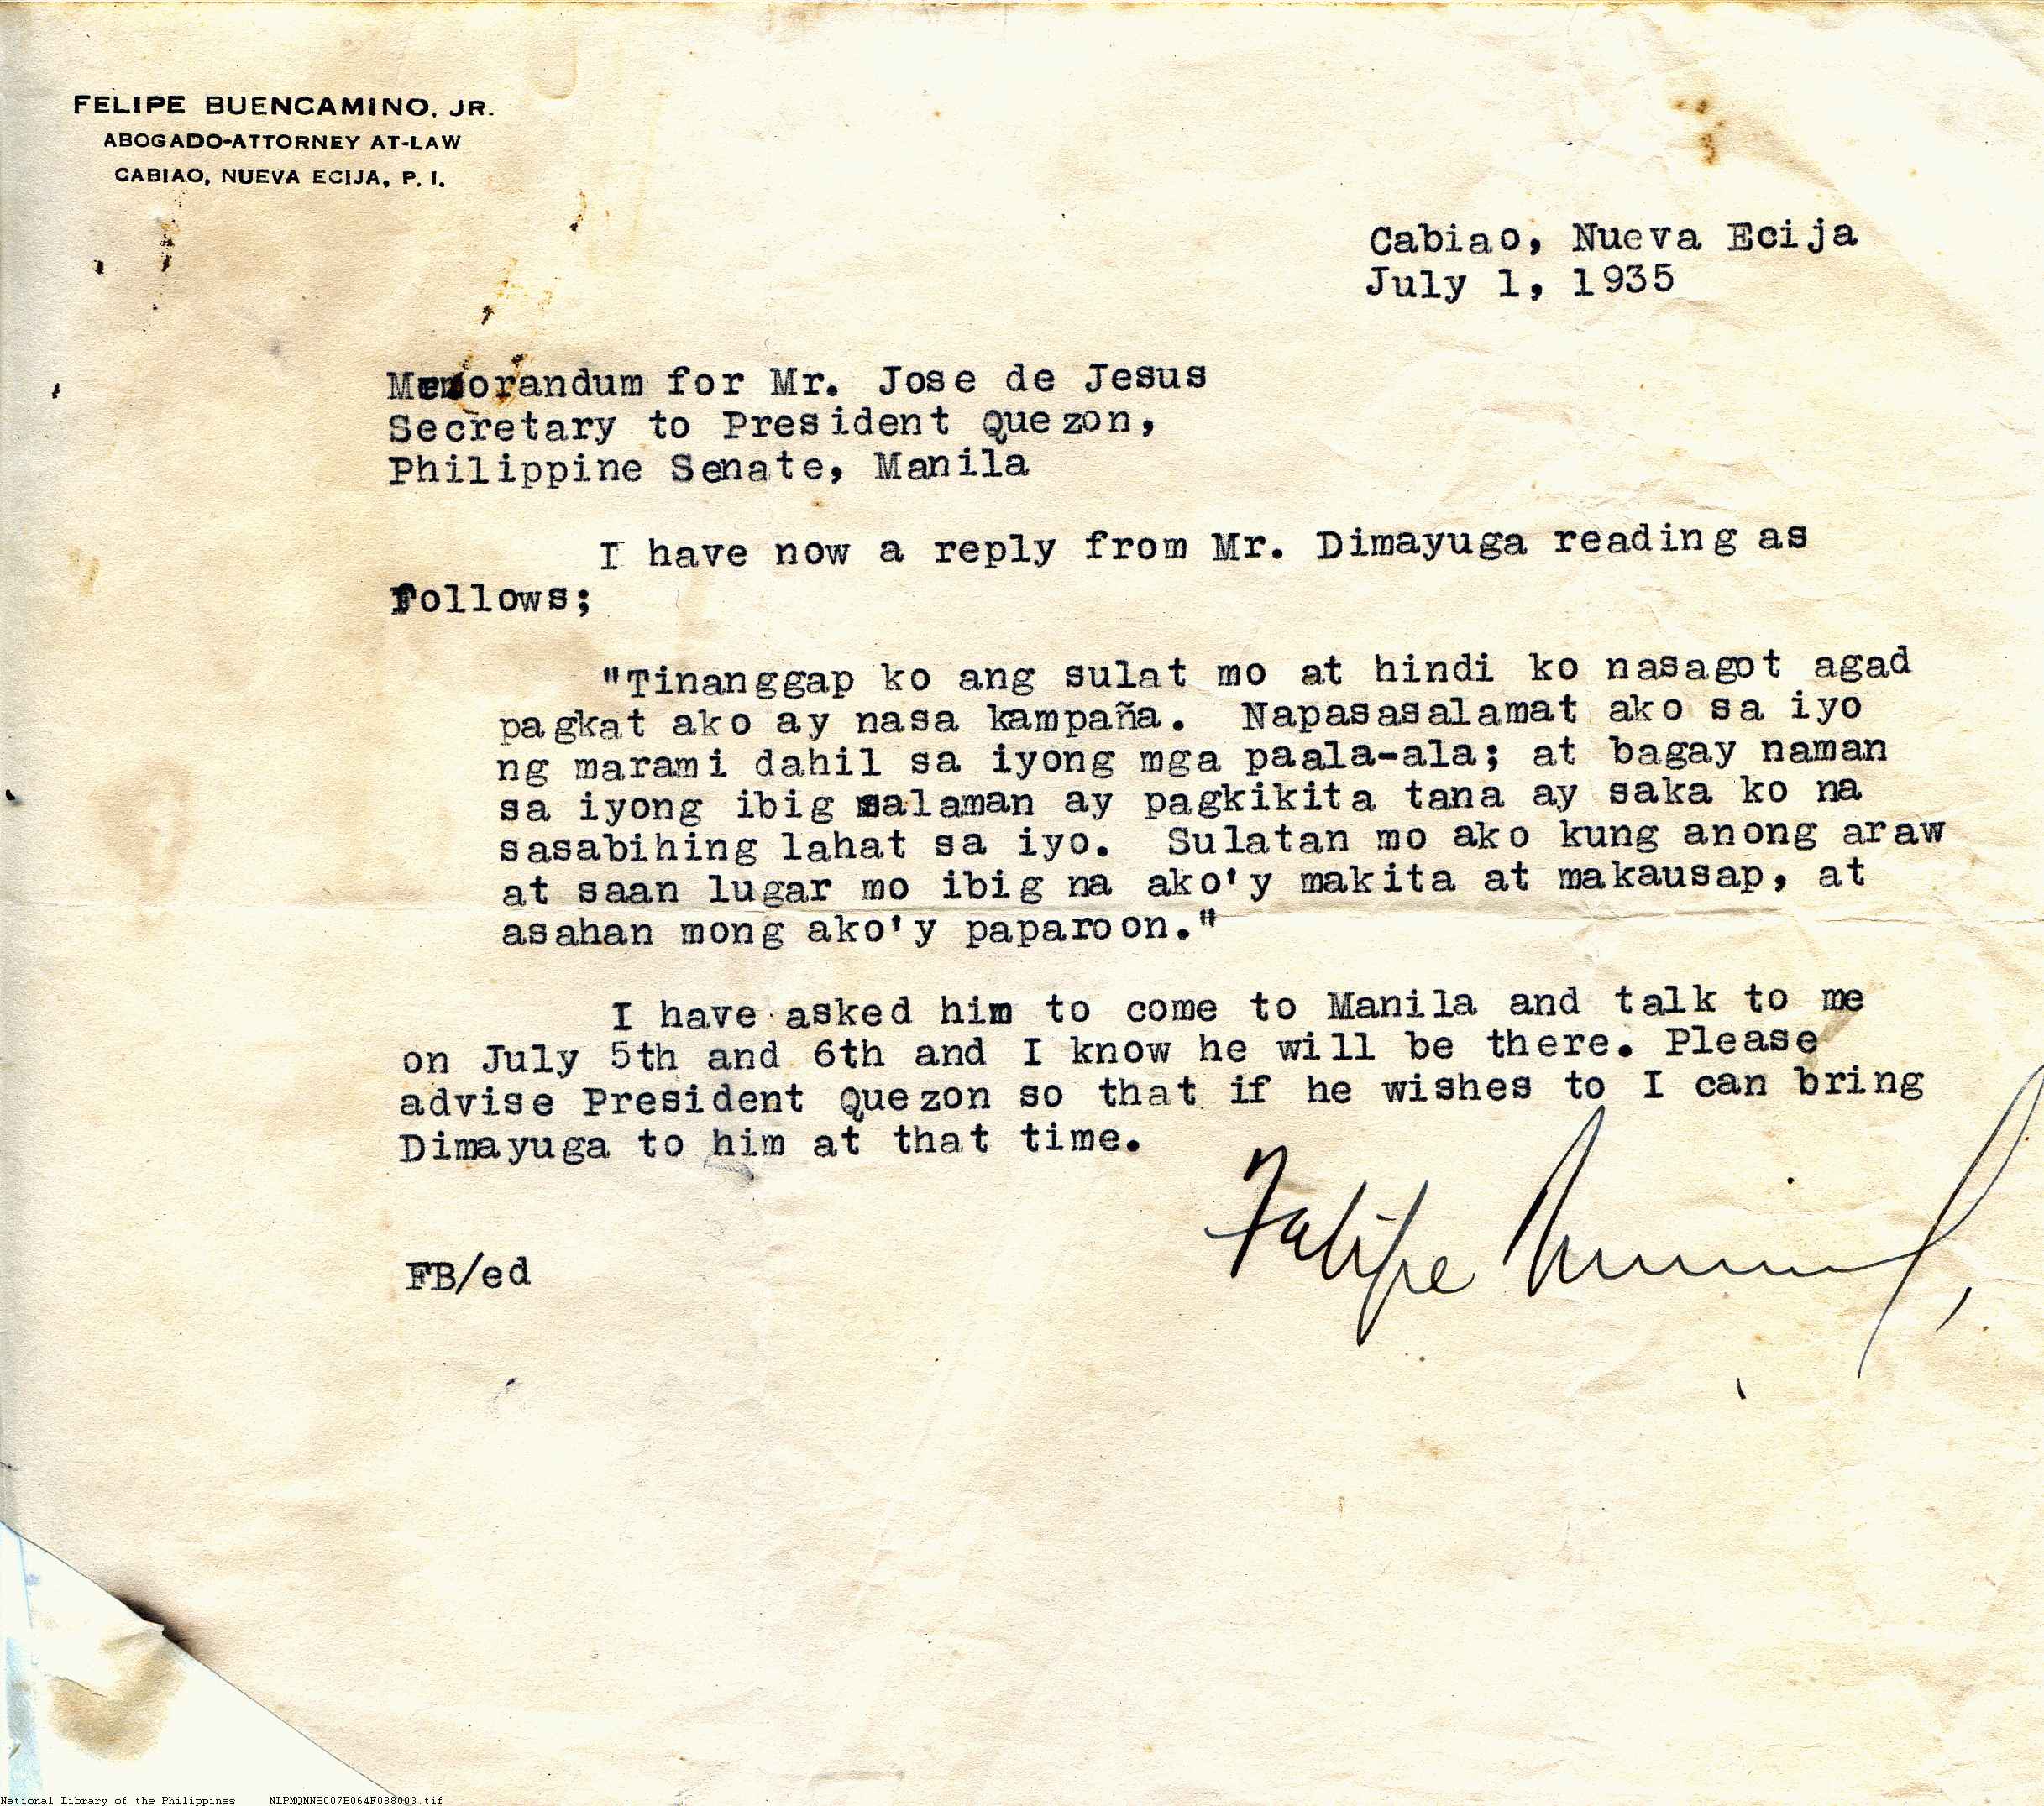 FELIPE BUENCAMINO, JR.
ABOGADO-ATTORNEY AT-LAW
CABIAO, NUEVA ECIJA, P. I.
Cabiao, Nueva Ecija
July 1, 1935
Memorandum for Mr. Jose de Jesus
Secretary to President Quezon,
Philippine Senate, Manila
I have now a reply from Mr. Dimayuga reading as
follows;
"Tinanggap ko ang sulat mo at hindi ko nasagot agad
pagkat ako ay nasa kampaña. Napasasalamat ako sa iyo
ng marami dahil sa iyong mga paala-ala; at bagay naman
sa iyong ibig malaman ay pagkikita tana ay saka ko na
sasabihing lahat sa iyo. Sulatan mo ako kung anong araw
at saan lugar mo ibig na ako'y makita at makausap, at
asahan mong ako'y paparoon."
I have asked him to come to Manila and talk to me
on July 5th and 6th and I know he will be there. Please
advise President Quezon so that if he wishes to I can bring
Dimayuga to him at that time.
Felipe
FB/ed
National Library of the Philippines NLPMQMNS007B064F088003.tif